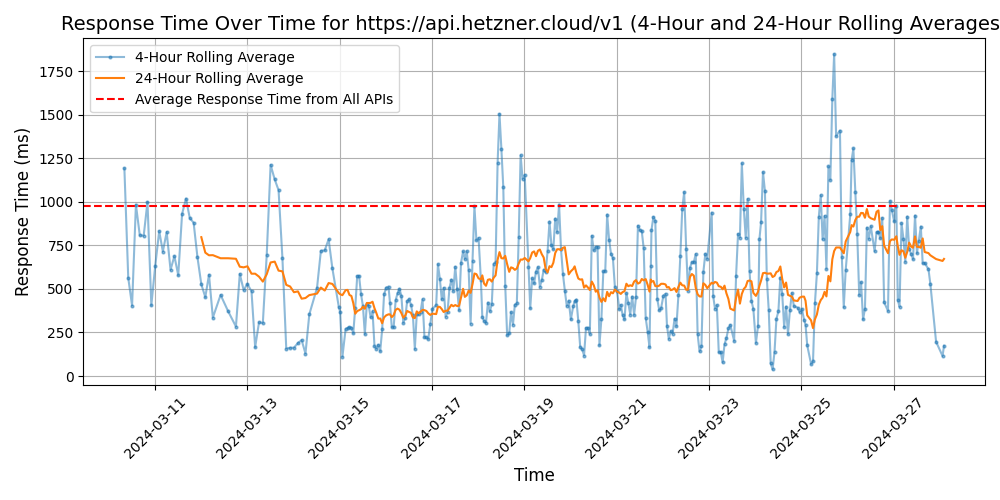 Response Time Over Time for https://api.hetzner.cloud/v1 (4-Hour and 24-Hour Rolling Averages
4-Hour Rolling Average
24-Hour Rolling Average
Average Response Time from All APIs
Response Time (ms)
1750
1500
1250
1000
750
500
250
0
2024-03-11
2024-03-13
2024-03-15
2024-03-17
2024-03-19
2024-03-21
2024-03-23
2024-03-25
2024-03-27
Time